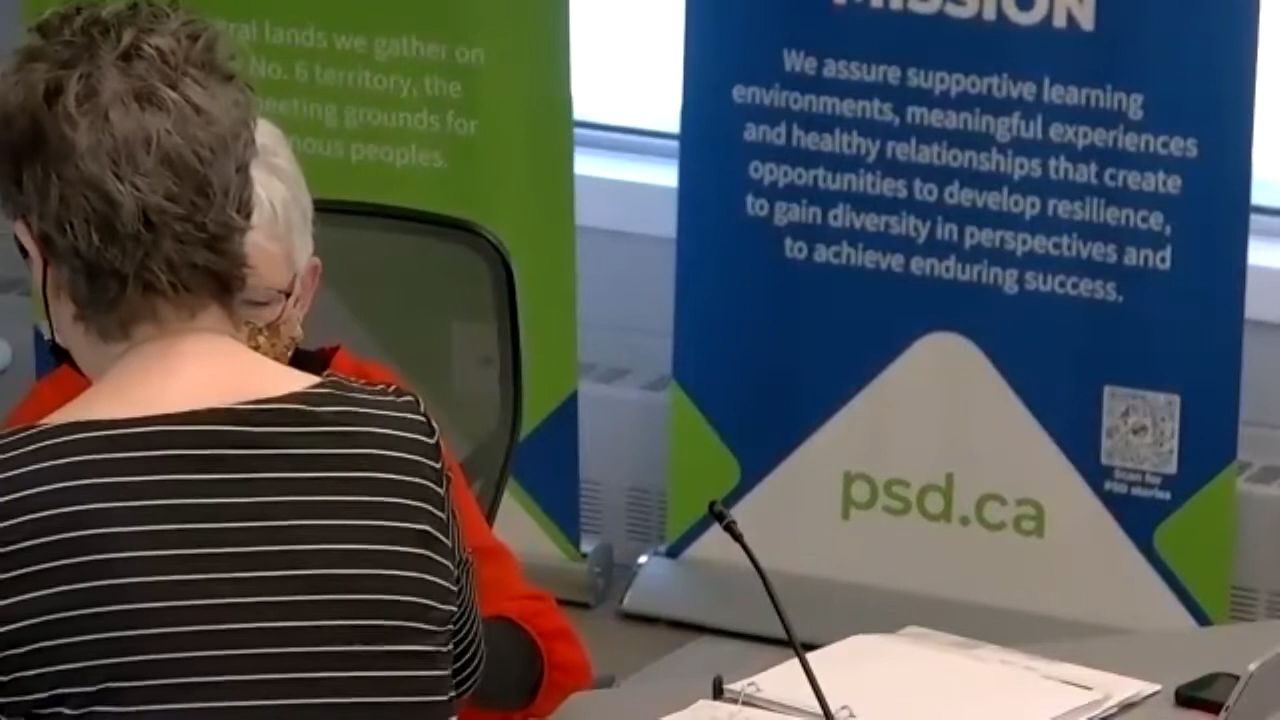 ral lands we gather on
No. 6 territory, the
eeting grounds for
nous peoples.
MISSION
We assure supportive learning
environments, meaningful experiences
and healthy relationships that create
opportunities to develop resilience,
to gain diversity in perspectives and
to achieve enduring success.
psd.ca
Scan for
PSD stories